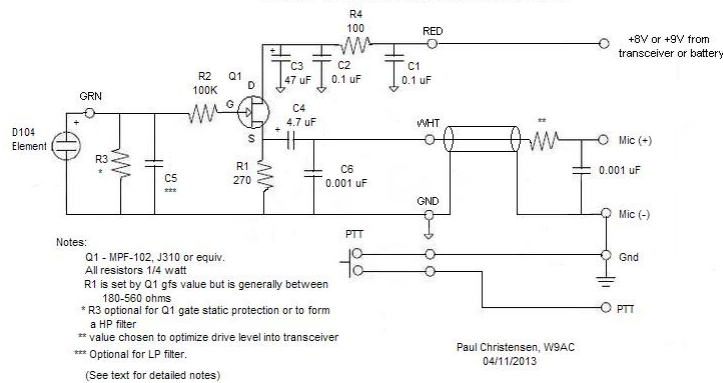 R4
100
RED
+8V or +9V from
transceiver or battery
C3
47 uF
C2
0.1 uF
C1
0.1 uF
R2
100K
Q1
D
G
S
GRN
+
+
D104
Element
C4
4.7 uF
+
WHT
**
Mic (+)
R3
*
C5
***
R1
270
C6
0.001 uF
0.001 uF
GND
Mic (-)
PTT
Gnd
PTT
Notes:
Q1 - MPF-102, J310 or equiv.
All resistors 1/4 watt
R1 is set by Q1 gfs value but is generally between
180-560 ohms
* R3 optional for Q1 gate static protection or to form
a HP filter
** value chosen to optimize drive level into transceiver
*** Optional for LP filter.
(See text for detailed notes)
Paul Christensen, W9AC
04/11/2013